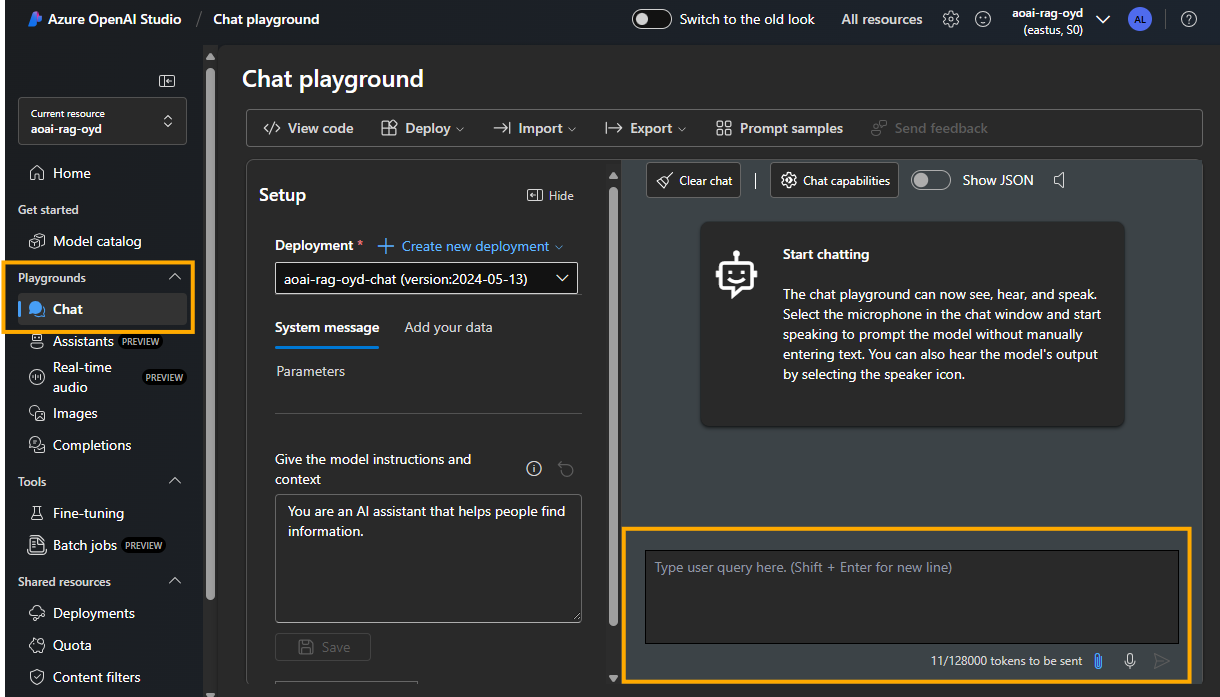 Azure OpenAI Studio / Chat playground
Switch to the old look
All resources
aoai-rag-oyd
(eastus, S0)
AL
Current resource
aoai-rag-oyd
Home
Get started
Model catalog
Playgrounds
Chat
Assistants PREVIEW
Real-time
audio
PREVIEW
Images
Completions
Tools
Fine-tuning
Batch jobs PREVIEW
Shared resources
Deployments
Quota
Content filters
Chat playground
View code
Deploy
Import
Export
Prompt samples
Send feedback
Setup
Hide
Deployment *
Create new deployment
aoai-rag-oyd-chat (version:2024-05-13)
System message
Add your data
Parameters
Give the model instructions and
context
You are an AI assistant that helps people find
information.
Save
Clear chat
Chat capabilities
Show JSON
Start chatting
The chat playground can now see, hear, and speak.
Select the microphone in the chat window and start
speaking to prompt the model without manually
entering text. You can also hear the model's output
by selecting the speaker icon.
Type user query here. (Shift + Enter for new line)
11/128000 tokens to be sent